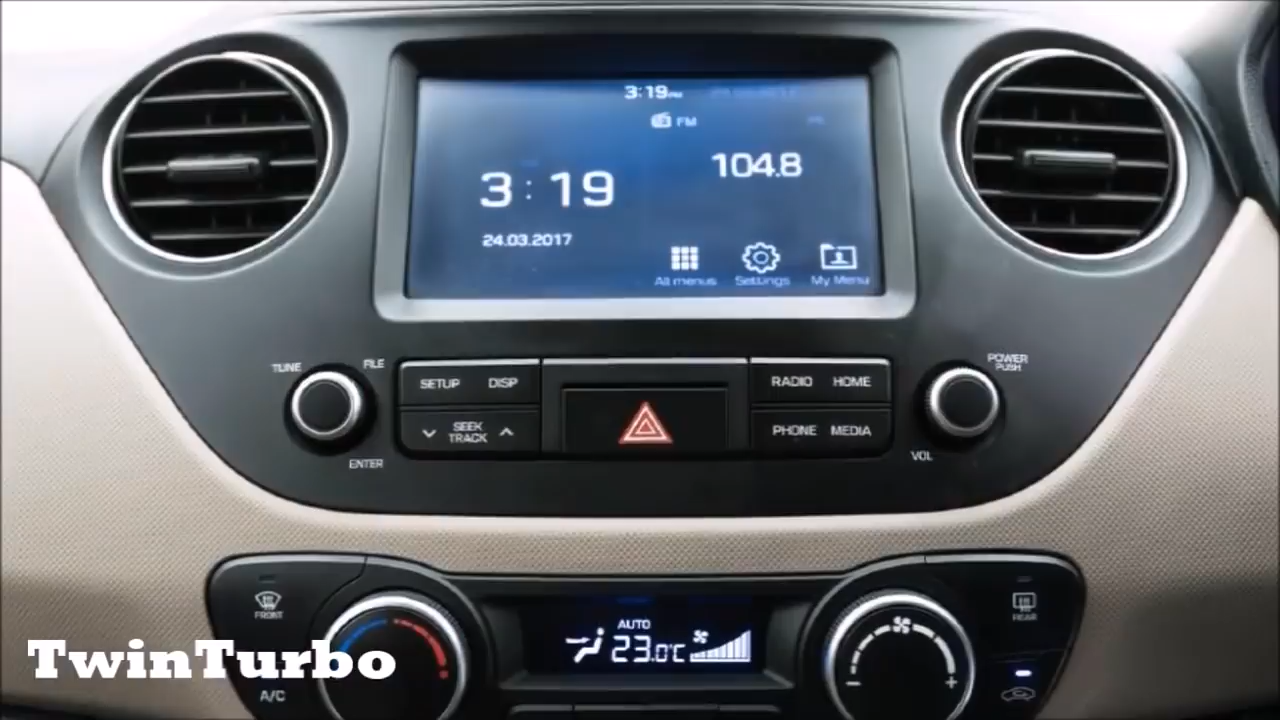 3:19 PM
FM
104.8
3:19
24.03.2017
All menus Settings My Menu
TUNE FILE
ENTER
SETUP DISP
SEEK
TRACK
RADIO HOME
PHONE MEDIA
POWER
PUSH
VOL
FRONT
AUTO
23.0°C
REAR
A/C
- +
TwinTurbo